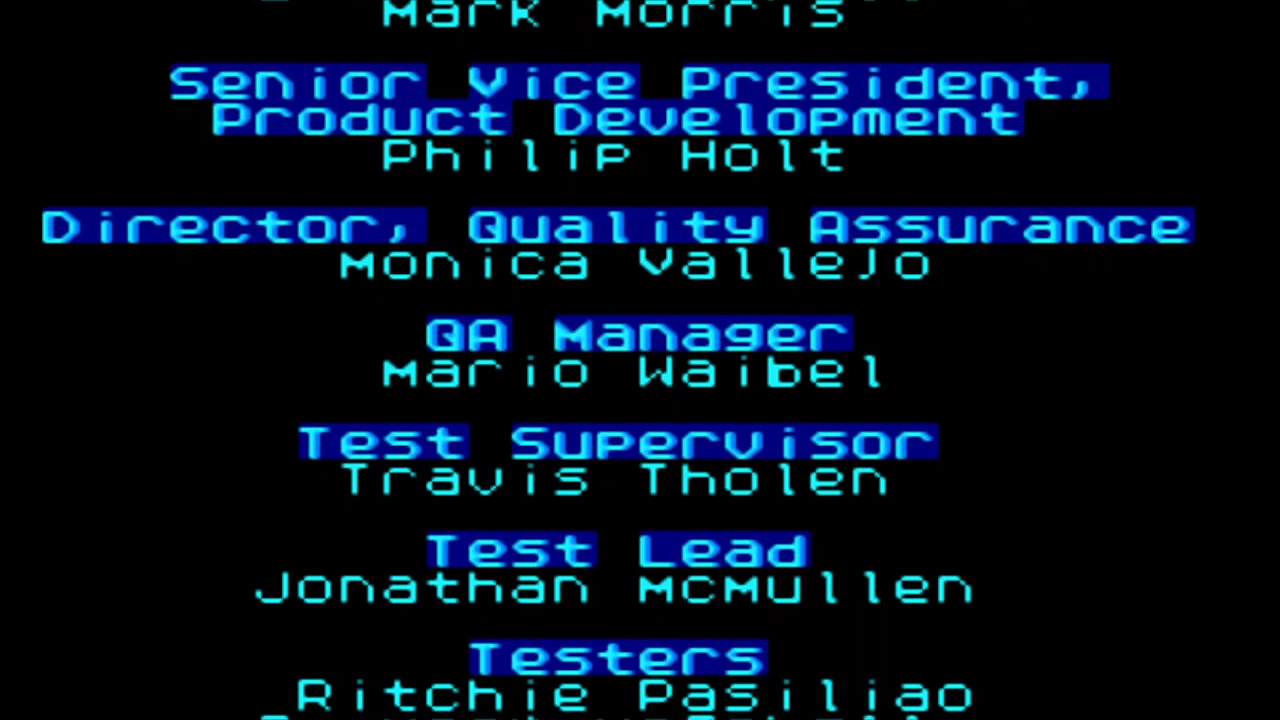 Mark Morris
Senior Vice President,
Product Development
Philip Holt
Director, Quality Assurance
Monica Vallejo
QA Manager
Mario Waibel
Test Supervisor
Travis Tholen
Test Lead
Jonathan McMullen
Testers
Ritchie Pasiliao